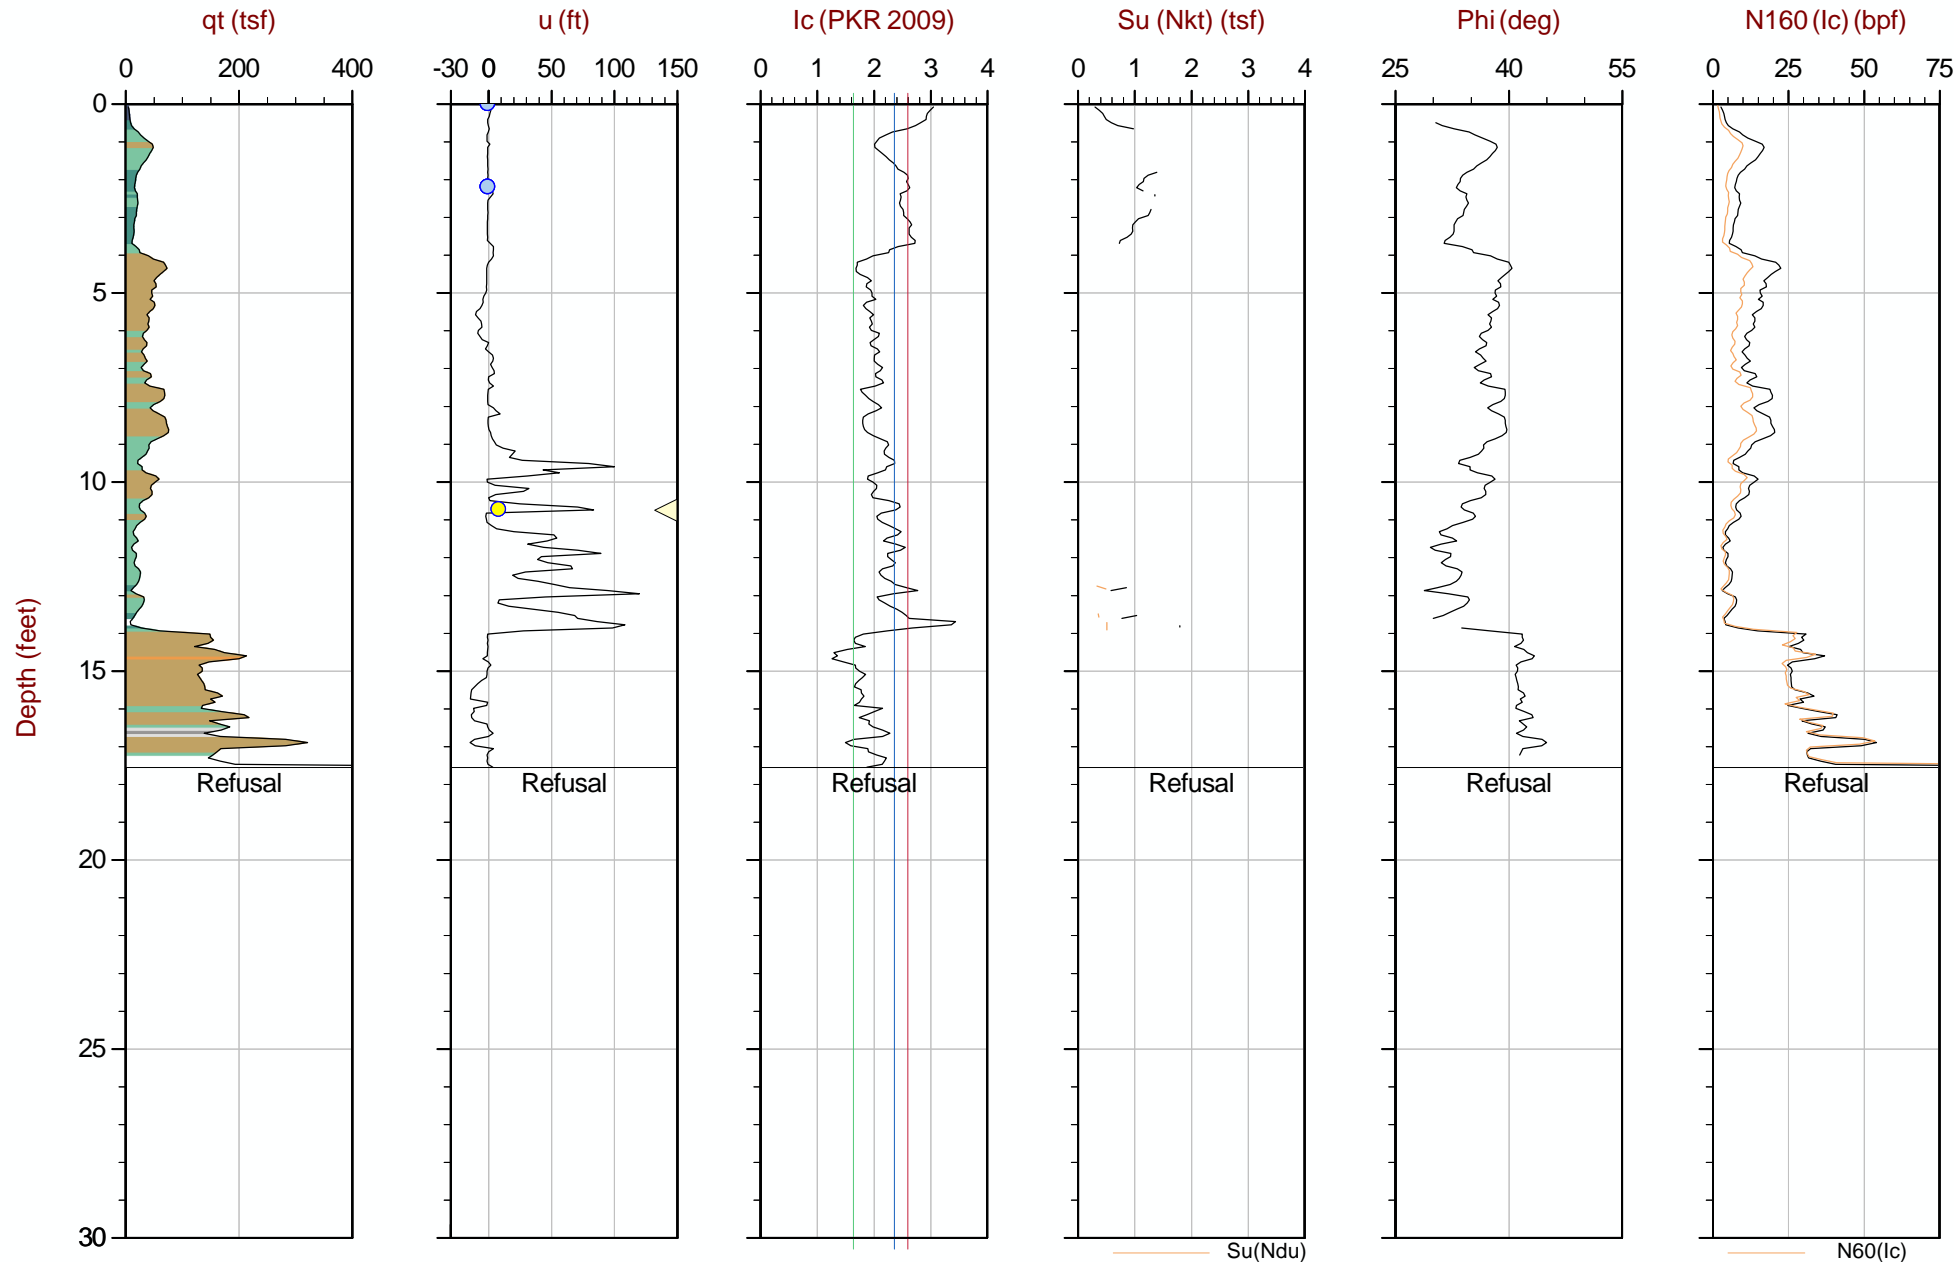 qt (tsf) u (ft) Ic (PKR 2009) Su (Nkt) (tsf) Phi (deg) N160 (Ic) (bpf)
0 200 400 -30 0 50 100 150 0 1 2 3 4 0 1 2 3 4 25 40 55 0 25 50 75
0
5
10
15
Depth (feet)
Refusal Refusal Refusal Refusal Refusal Refusal
20
25
30
Su(Ndu) N60(Ic)